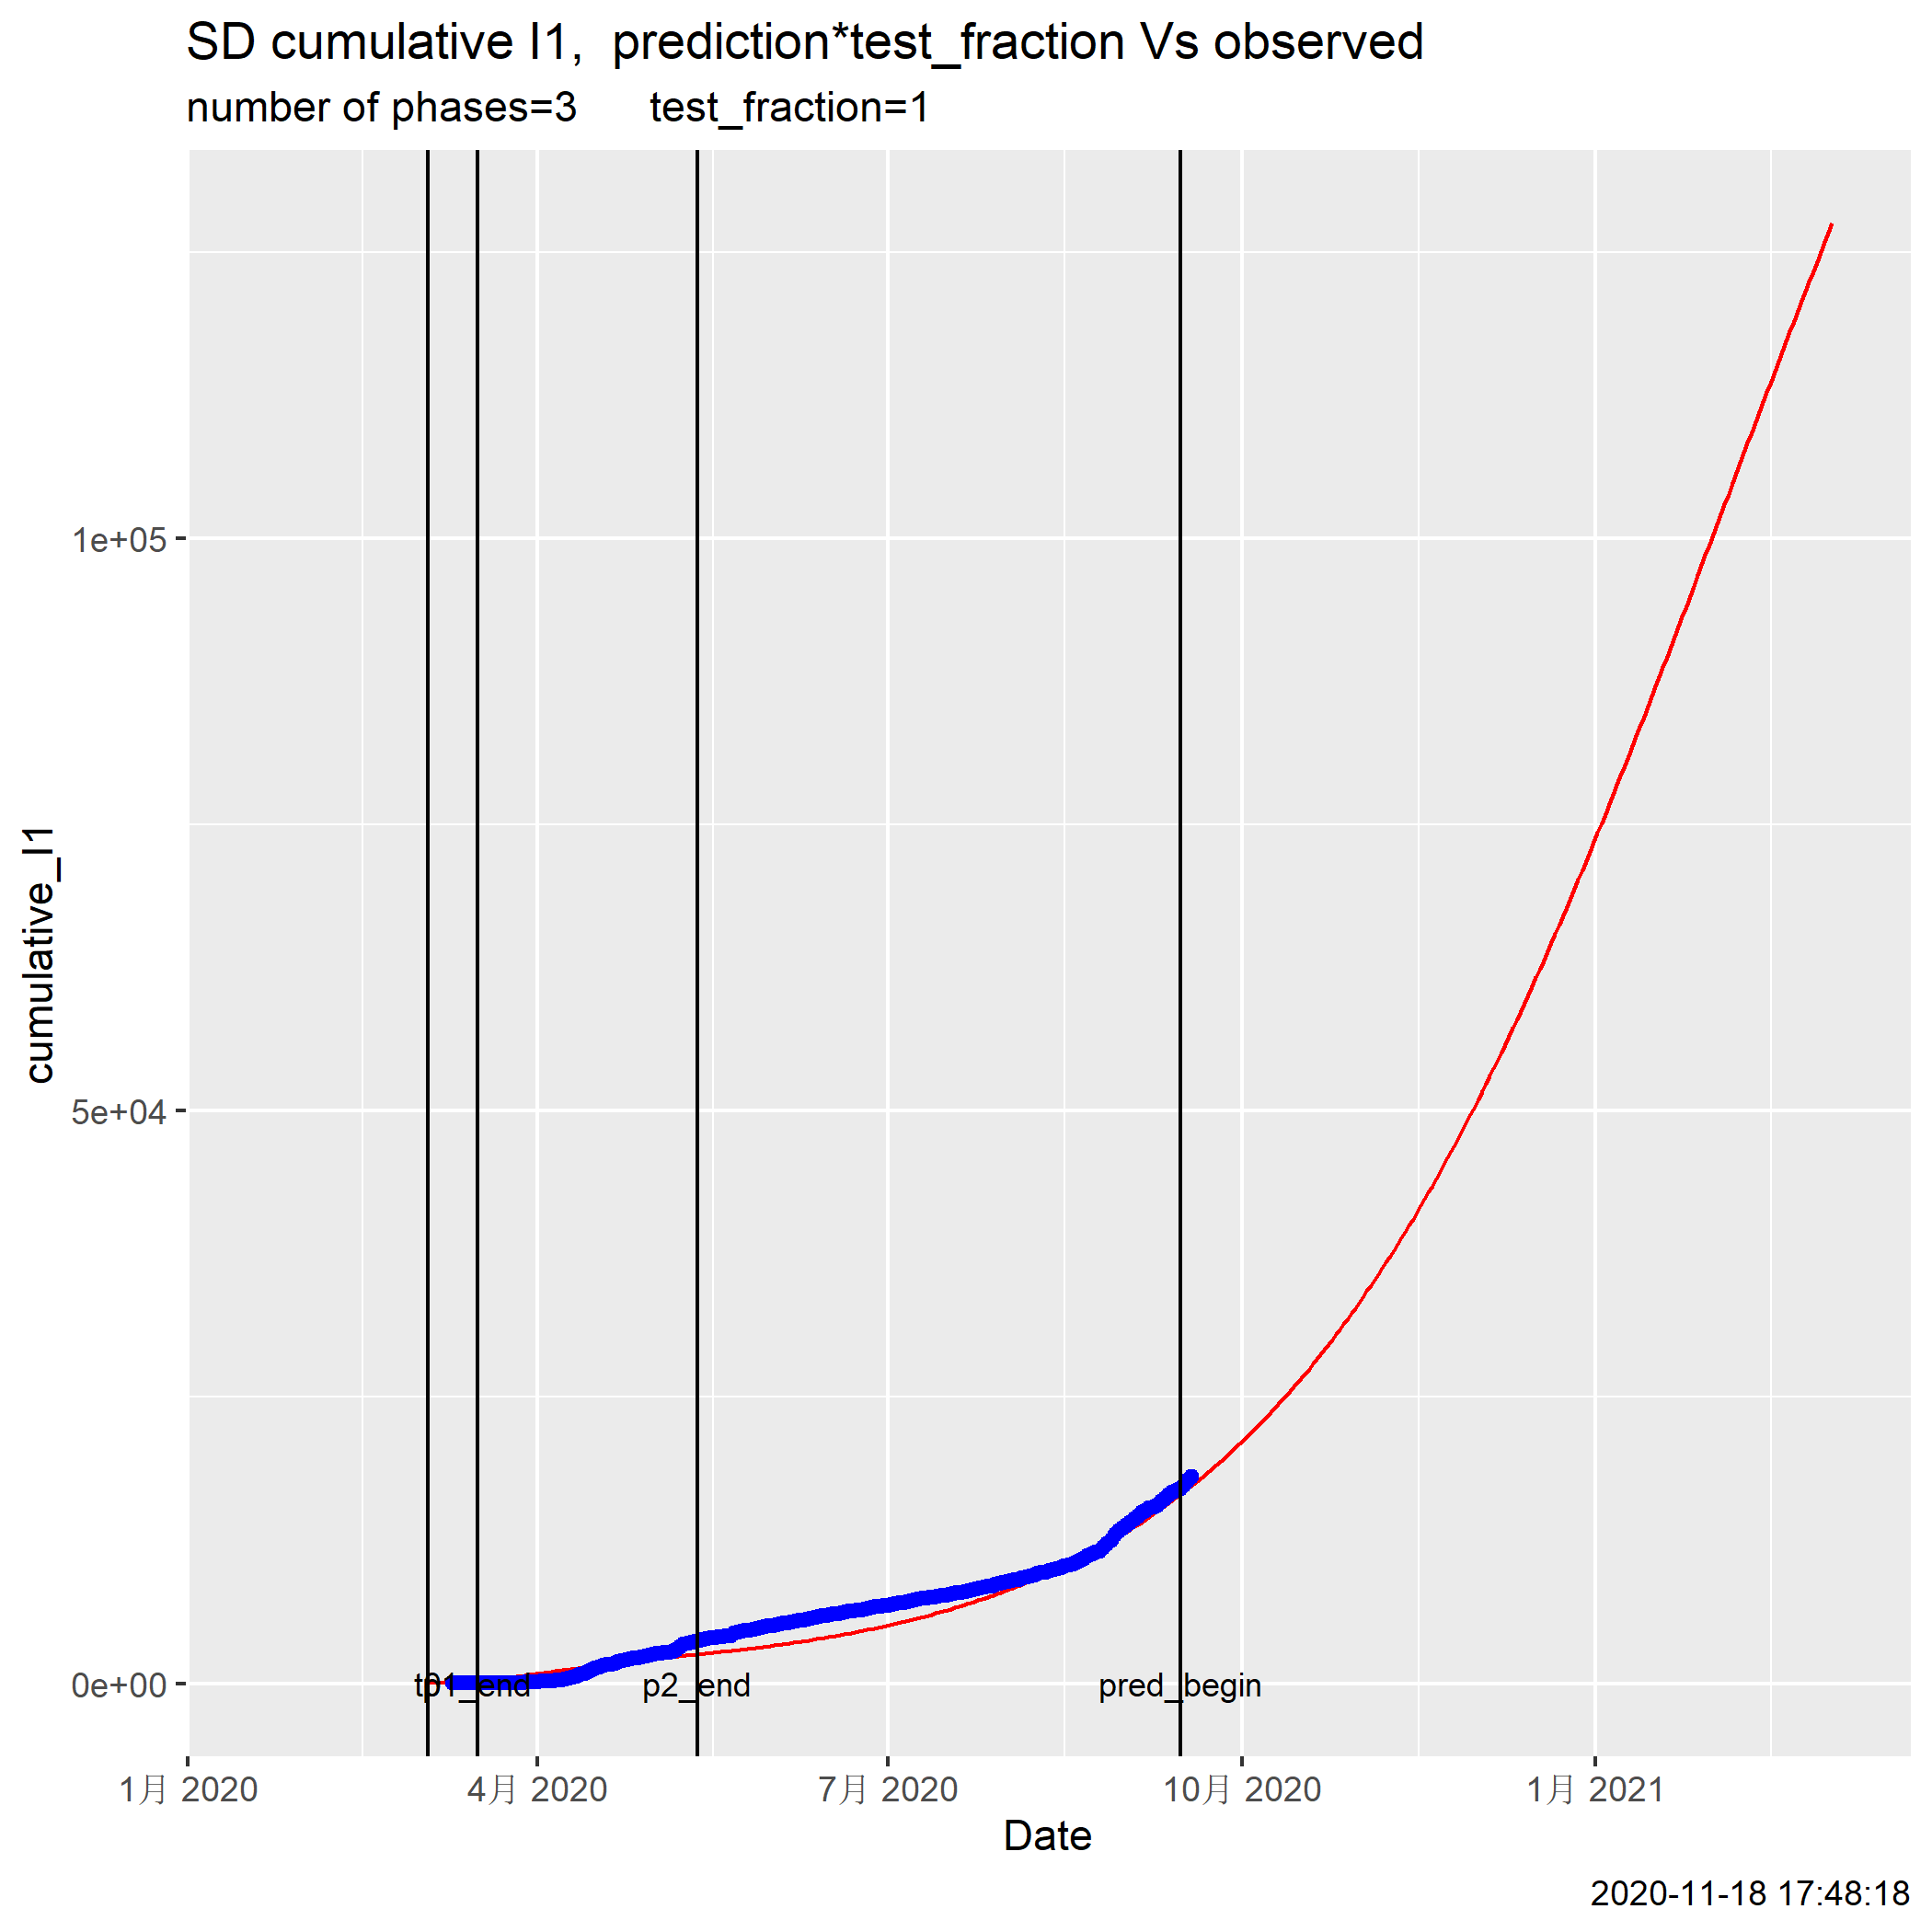 SD cumulative I1,  prediction*test_fraction Vs observed
number of phases=3      test_fraction=1
cumulative_I1
1e+05
5e+04
0e+00
p1_end
p2_end
pred_begin
1月 2020
4月 2020
7月 2020
10月 2020
1月 2021
Date
2020-11-18 17:48:18